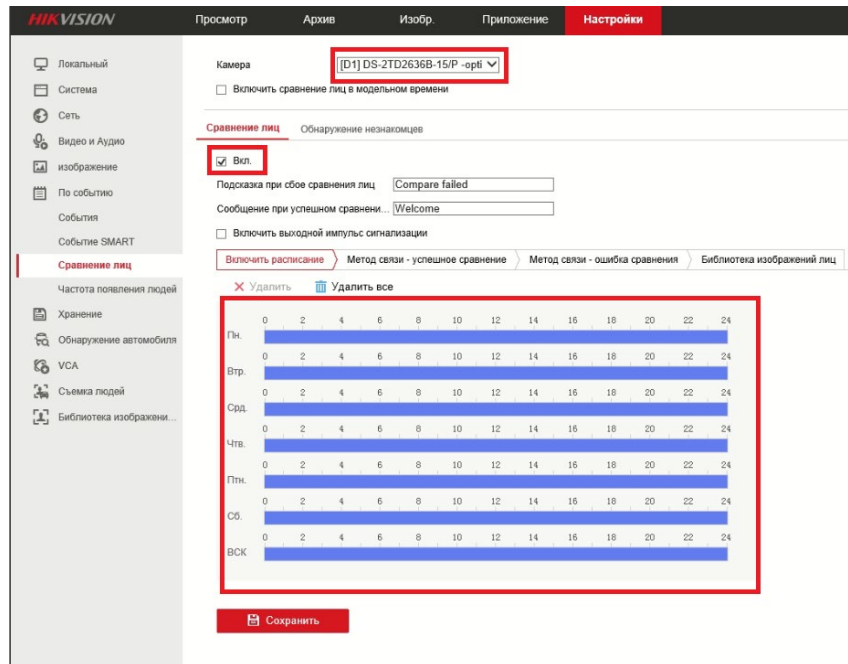 HIKVISION Просмотр Архив Изобр. Приложение Настройки
Локальный
Система
Сеть
Видео и Аудио
изображение
По событию
События
Событие SMART
Сравнение лиц
Частота появления людей
Хранение
Обнаружение автомобиля
VCA
Съемка людей
Библиотека изображени...
Камера [D1] DS-2TD2636B-15/P -opti
Включить сравнение лиц в модельном времени
Сравнение лиц Обнаружение незнакомцев
Вкл.
Подсказка при сбое сравнения лиц Compare failed
Сообщение при успешном сравнени... Welcome
Включить выходной импульс сигнализации
Включить расписание Метод связи - успешное сравнение Метод связи - ошибка сравнения Библиотека изображений лиц
Удалить Удалить все
0 2 4 6 8 10 12 14 16 18 20 22 24
Пн.
0 2 4 6 8 10 12 14 16 18 20 22 24
Втр.
0 2 4 6 8 10 12 14 16 18 20 22 24
Срд.
0 2 4 6 8 10 12 14 16 18 20 22 24
Чтв.
0 2 4 6 8 10 12 14 16 18 20 22 24
Птн.
0 2 4 6 8 10 12 14 16 18 20 22 24
Сб.
0 2 4 6 8 10 12 14 16 18 20 22 24
ВСК
Сохранить